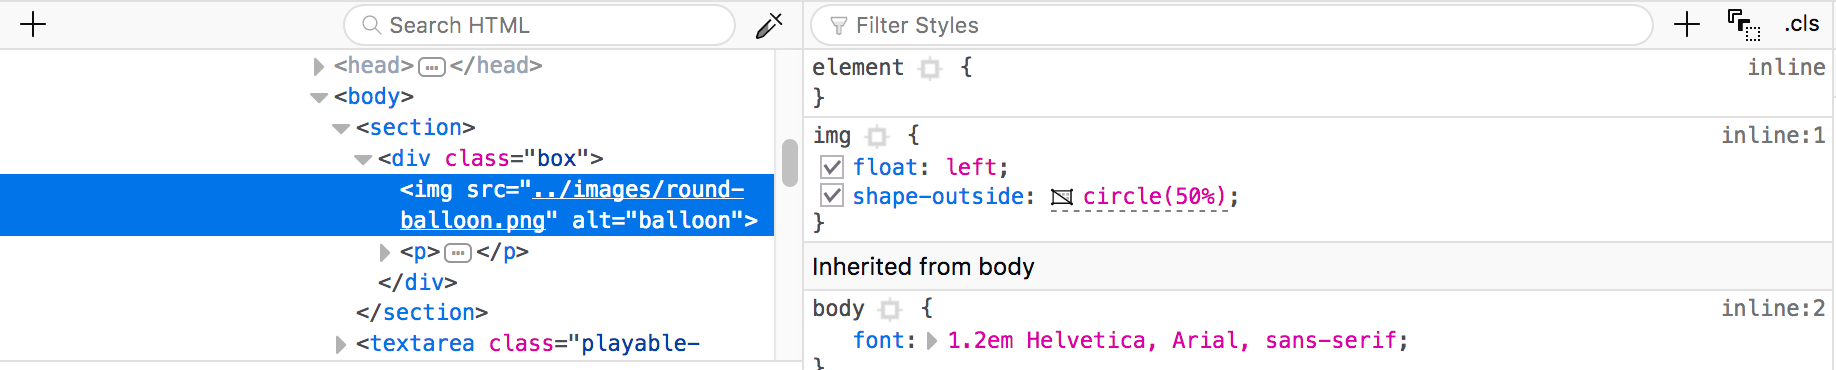 Search HTML
<head> ··· </head>
<body>
<section>
<div class="box">
<img src="../images/round-
balloon.png" alt="balloon">
<p> ··· </p>
</div>
</section>
<textarea class="playable-
Filter Styles
.cls
element {
inline
}
img {
inline:1
float: left;
shape-outside: circle(50%);
}
Inherited from body
body {
inline:2
font: 1.2em Helvetica, Arial, sans-serif;
}